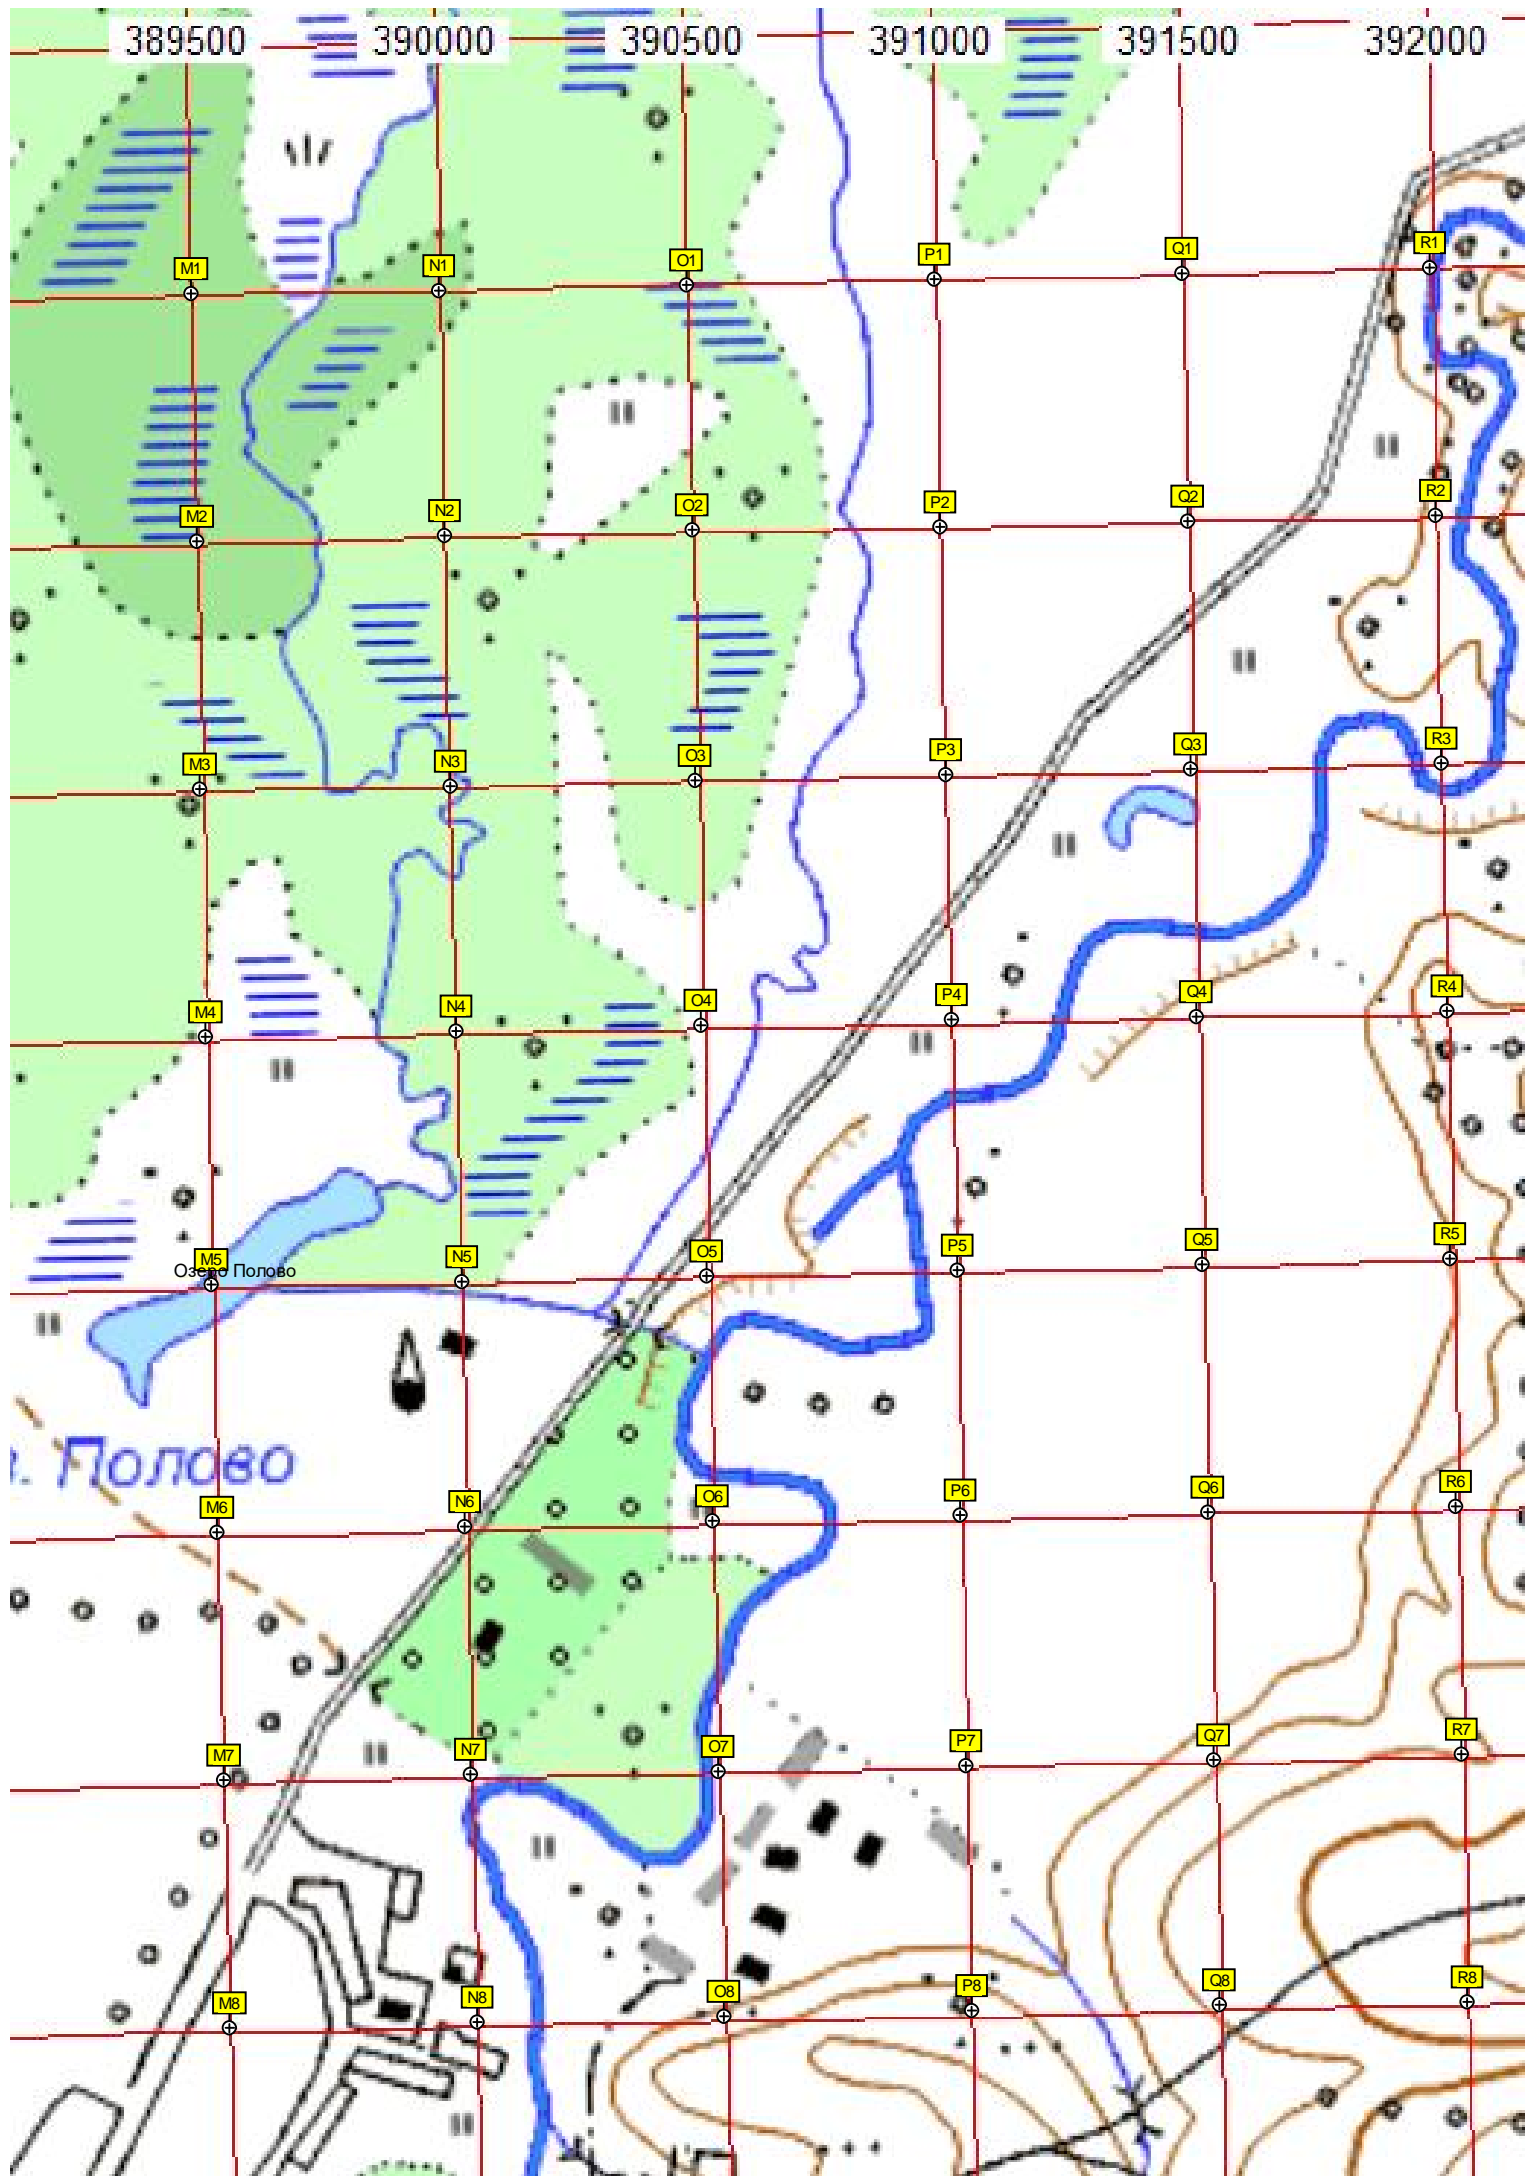 389500 390000 390500 391000 391500 392000
M1 N1 O1 P1 Q1 R1
M2 N2 O2 P2 Q2 R2
M3 N3 O3 P3 Q3 R3
M4 N4 O4 P4 Q4 R4
M5 N5 O5 P5 Q5 R5
Озеро Полово
. Полово
M6 N6 O6 P6 Q6 R6
M7 N7 O7 P7 Q7 R7
M8 N8 O8 P8 Q8 R8